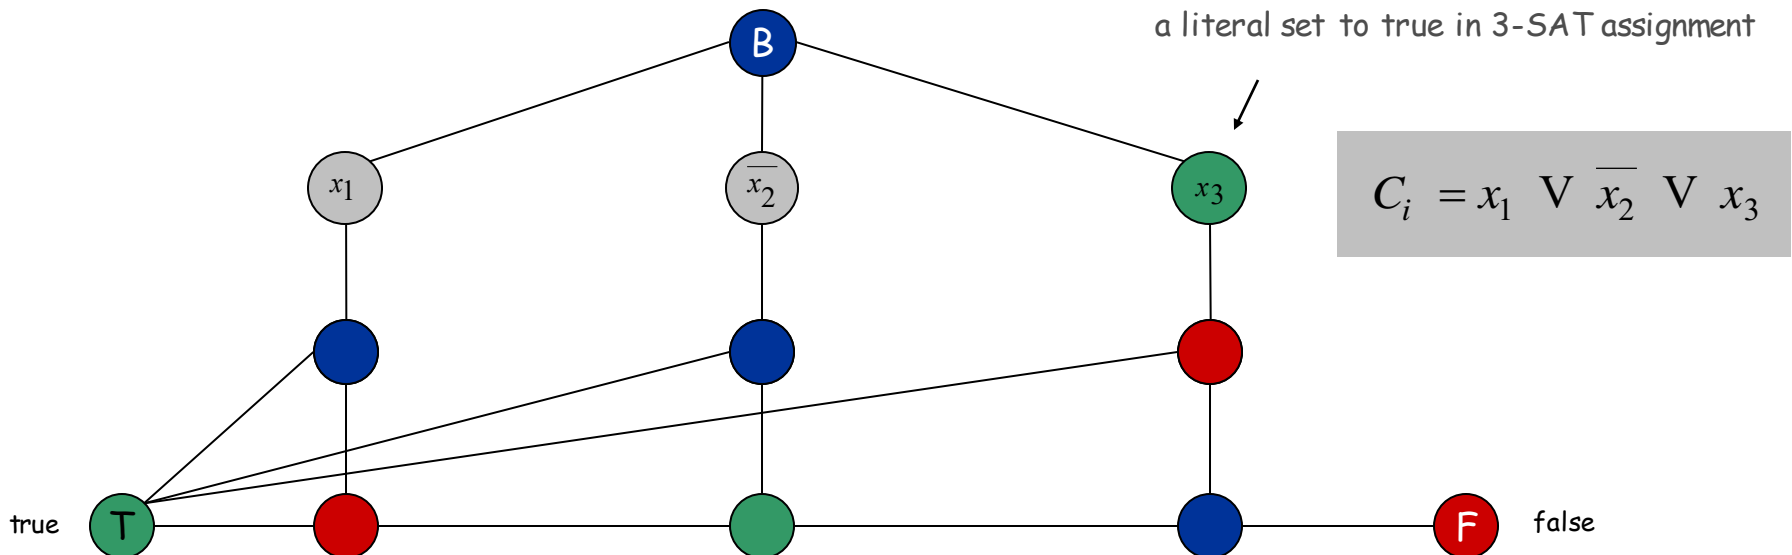 B
a literal set to true in 3-SAT assignment
x₁
x̅₂
x₃
Cᵢ = x₁ V x̅₂ V x₃
true
T
F
false